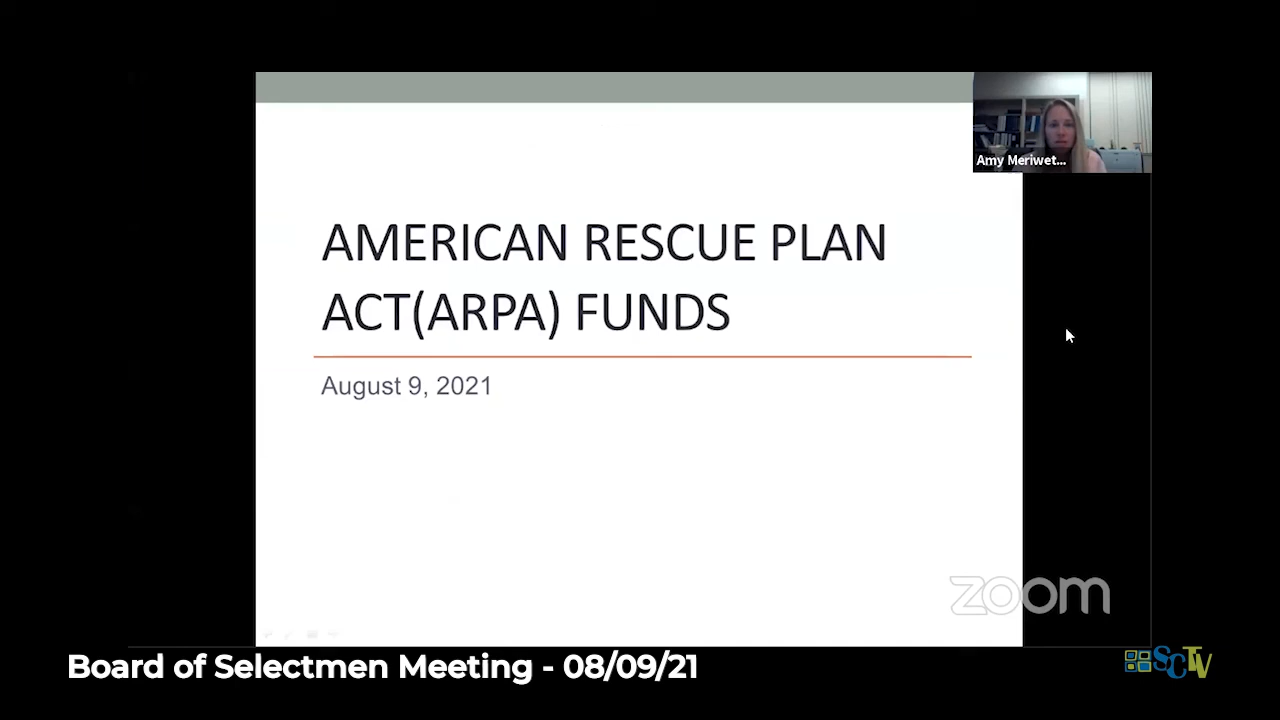 Amy Meriwet...
AMERICAN RESCUE PLAN
ACT(ARPA) FUNDS
August 9, 2021
zoom
Board of Selectmen Meeting - 08/09/21
SCTV